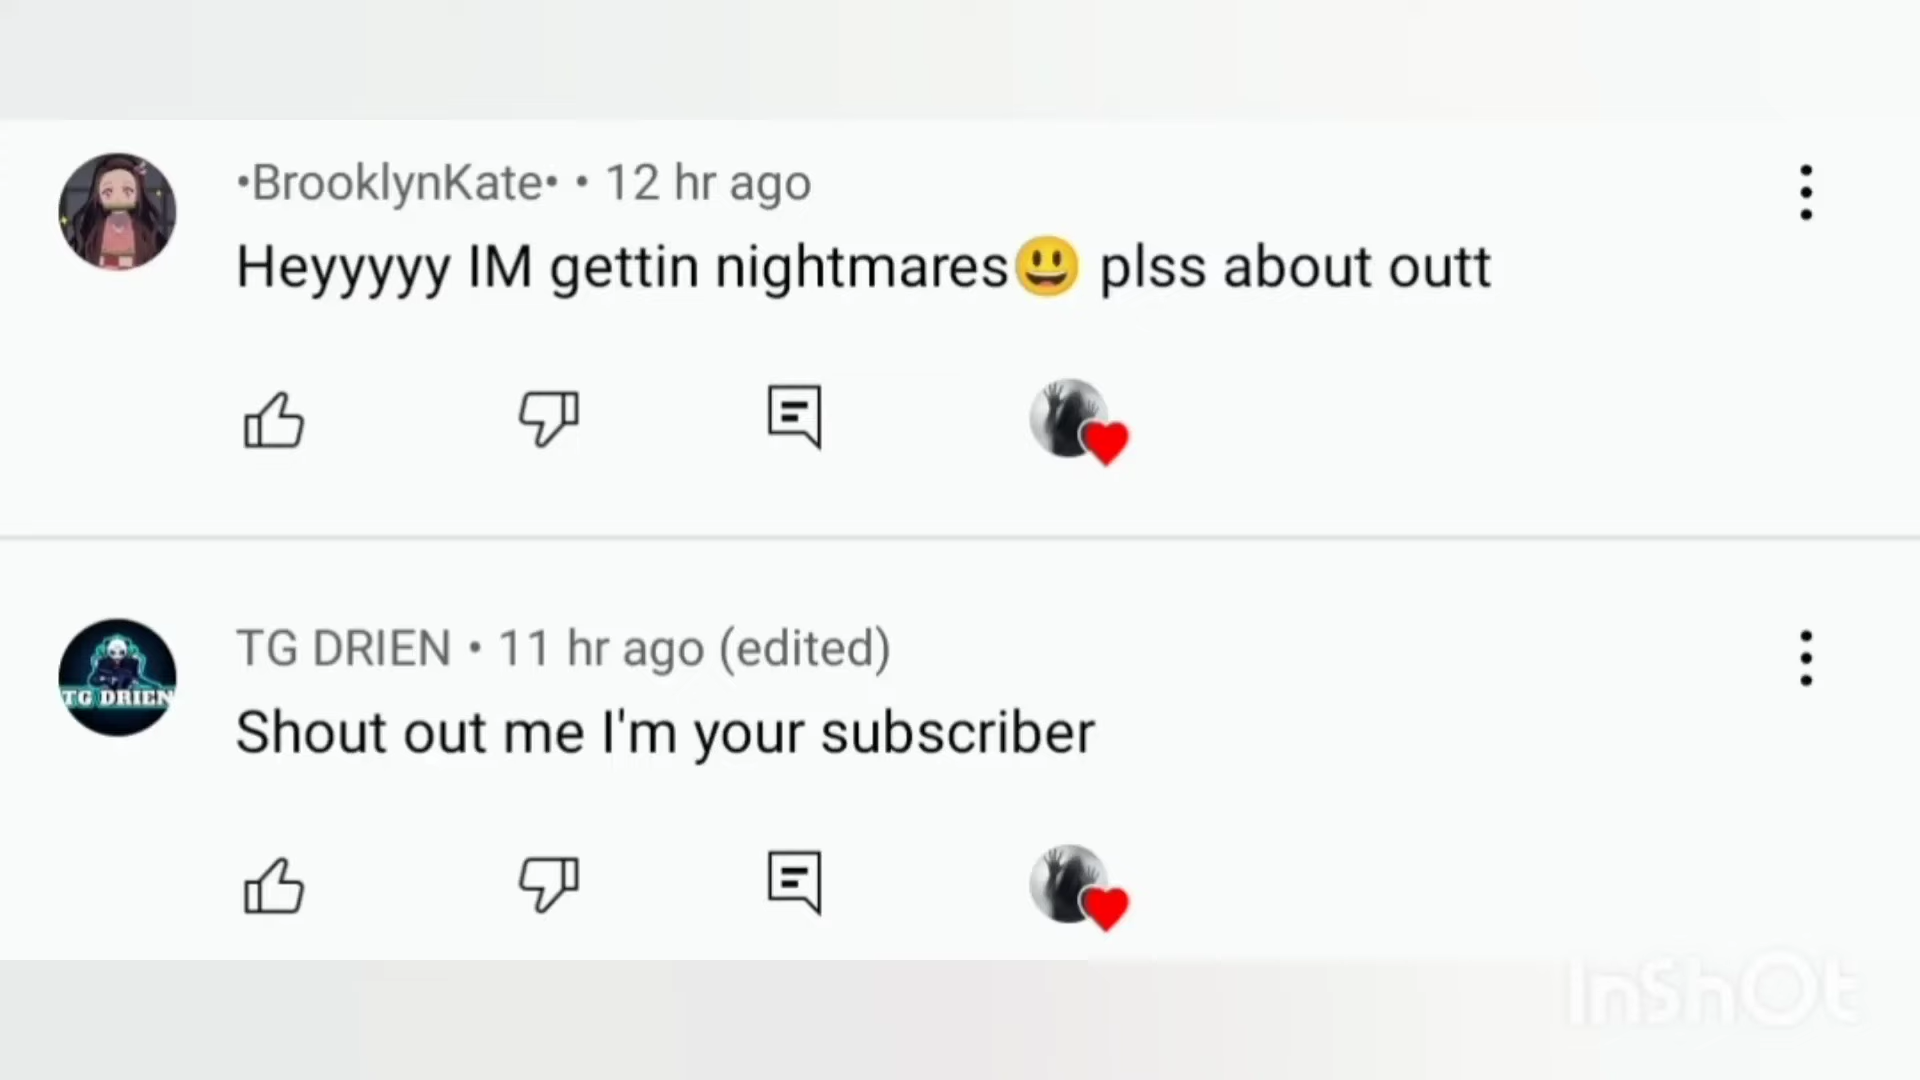 •BrooklynKate• • 12 hr ago
Heyyyyy IM gettin nightmares😃 plss about outt
TG DRIEN • 11 hr ago (edited)
TG DRIEN
Shout out me I'm your subscriber
InShOt